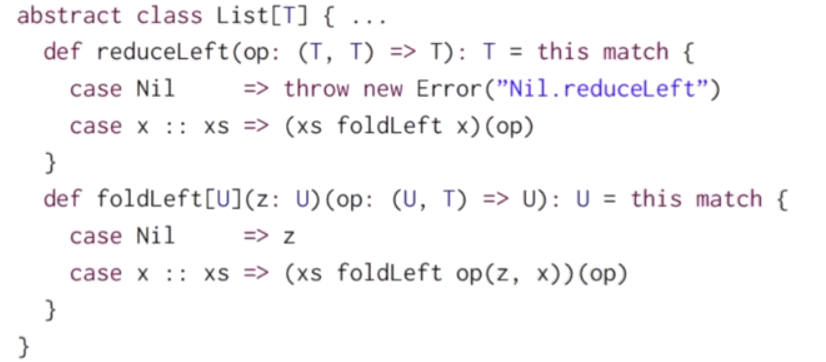 abstract class List[T] { ...
  def reduceLeft(op: (T, T) => T): T = this match {
    case Nil     => throw new Error(”Nil.reduceLeft”)
    case x :: xs => (xs foldLeft x)(op)
  }
  def foldLeft[U](z: U)(op: (U, T) => U): U = this match {
    case Nil     => z
    case x :: xs => (xs foldLeft op(z, x))(op)
  }
}